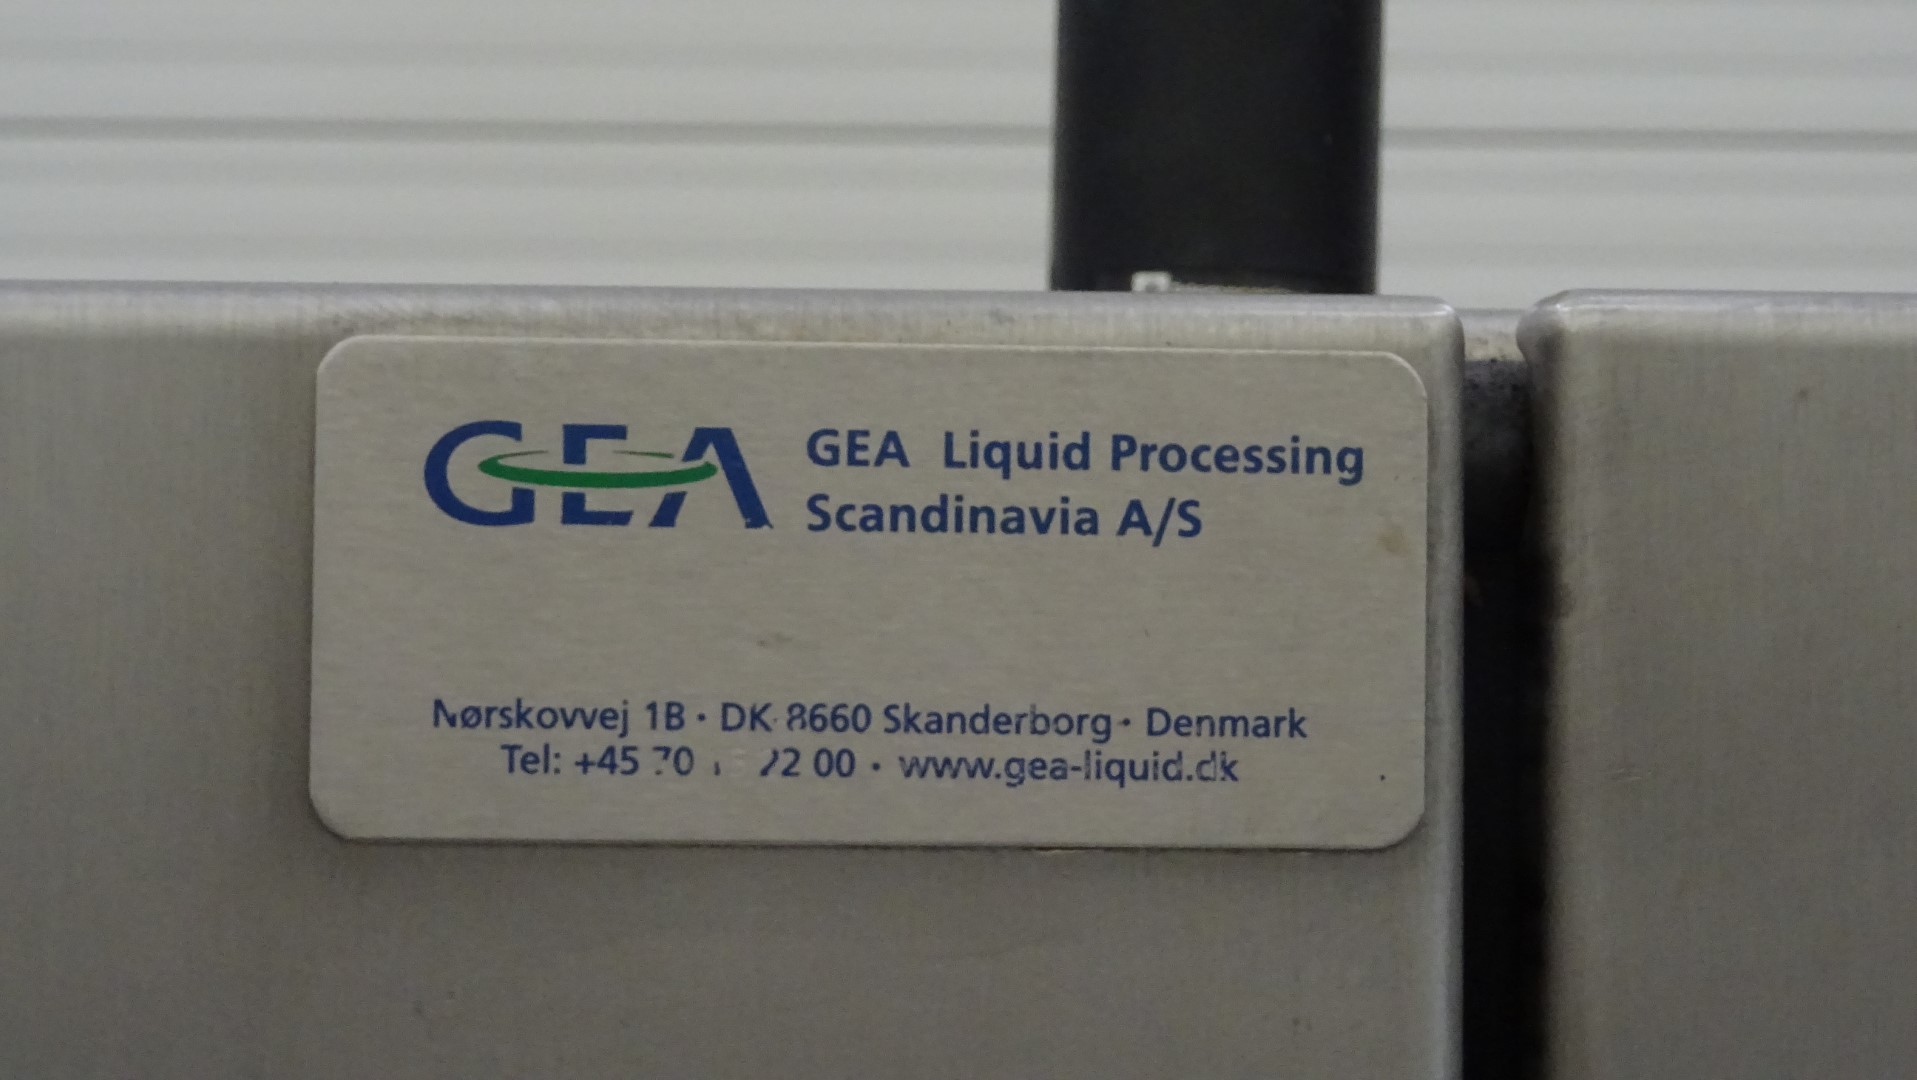 GEA
GEA Liquid Processing
Scandinavia A/S
Nørskovvej 1B · DK-8660 Skanderborg · Denmark
Tel: +45 70 22 00 · www.gea-liquid.dk